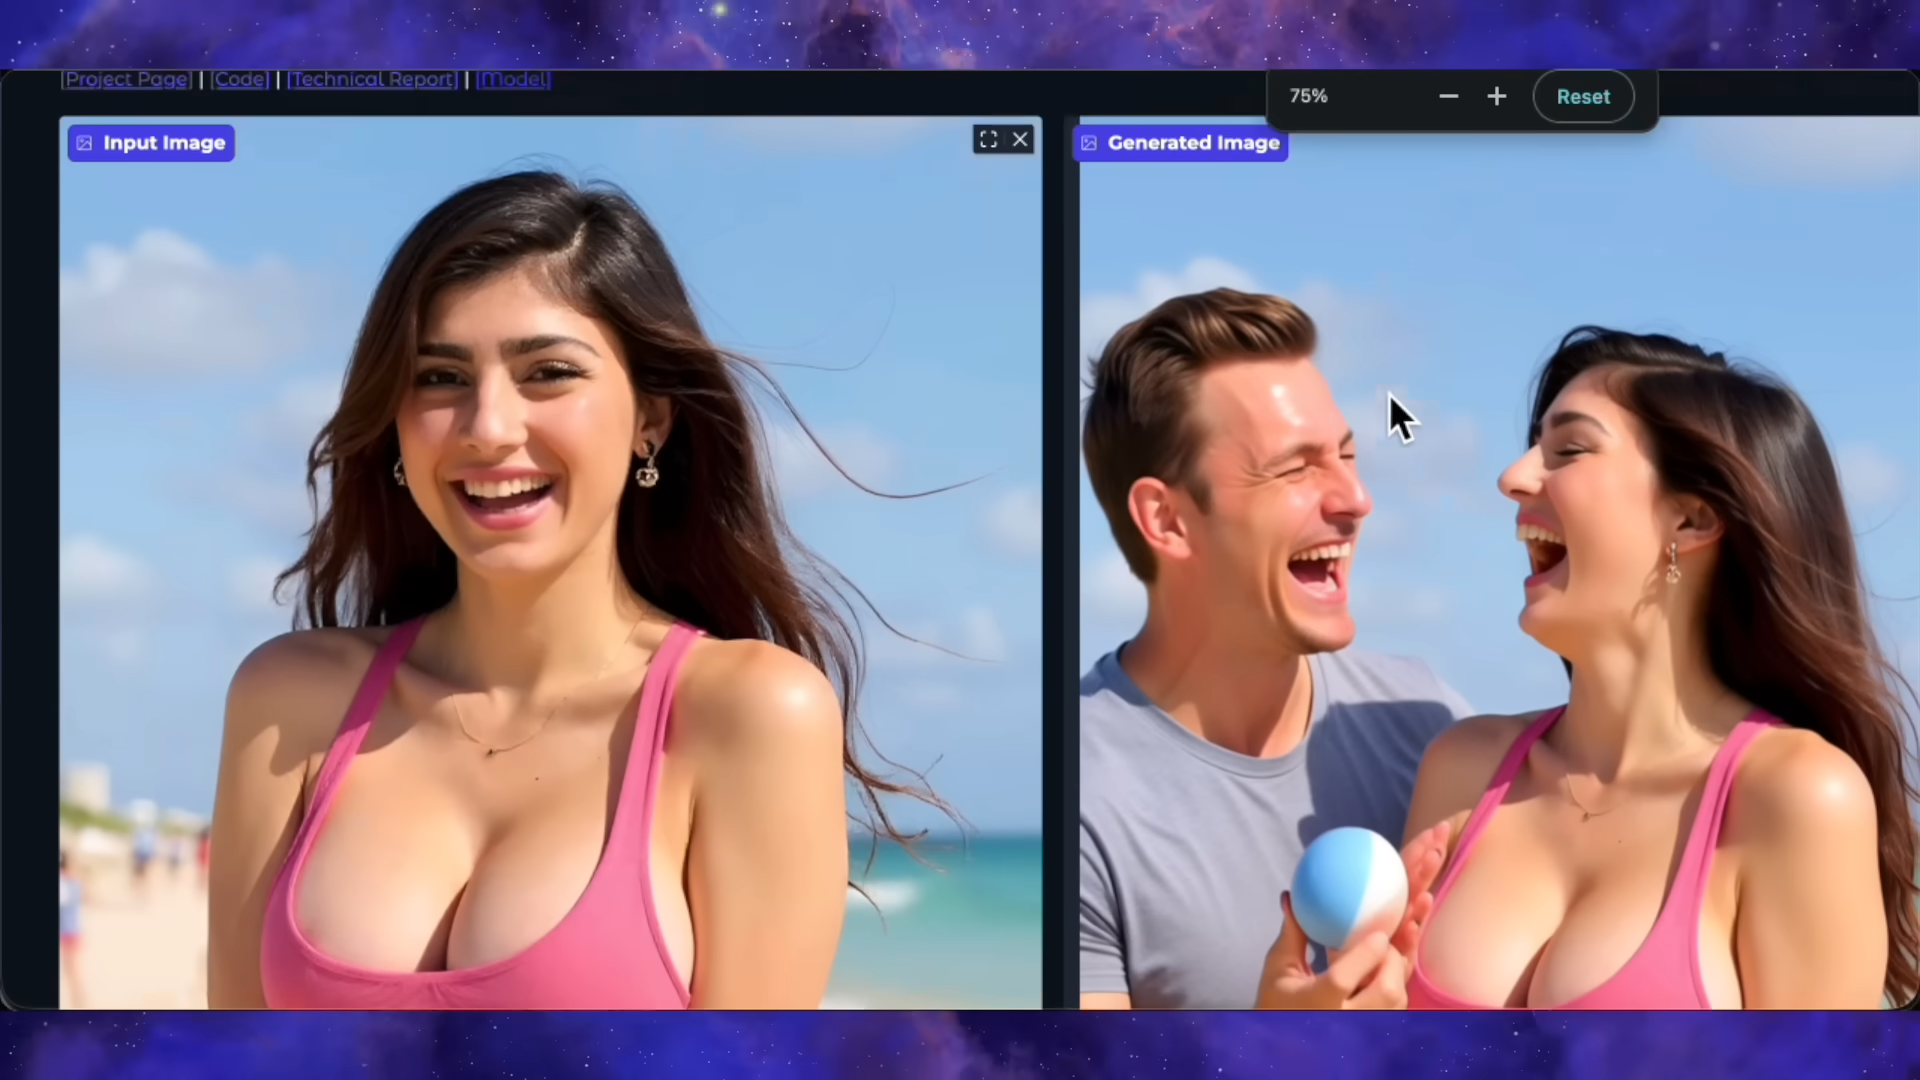 [Project Page] | [Code] | [Technical Report] | [Model]
75% − + Reset
Input Image
Generated Image